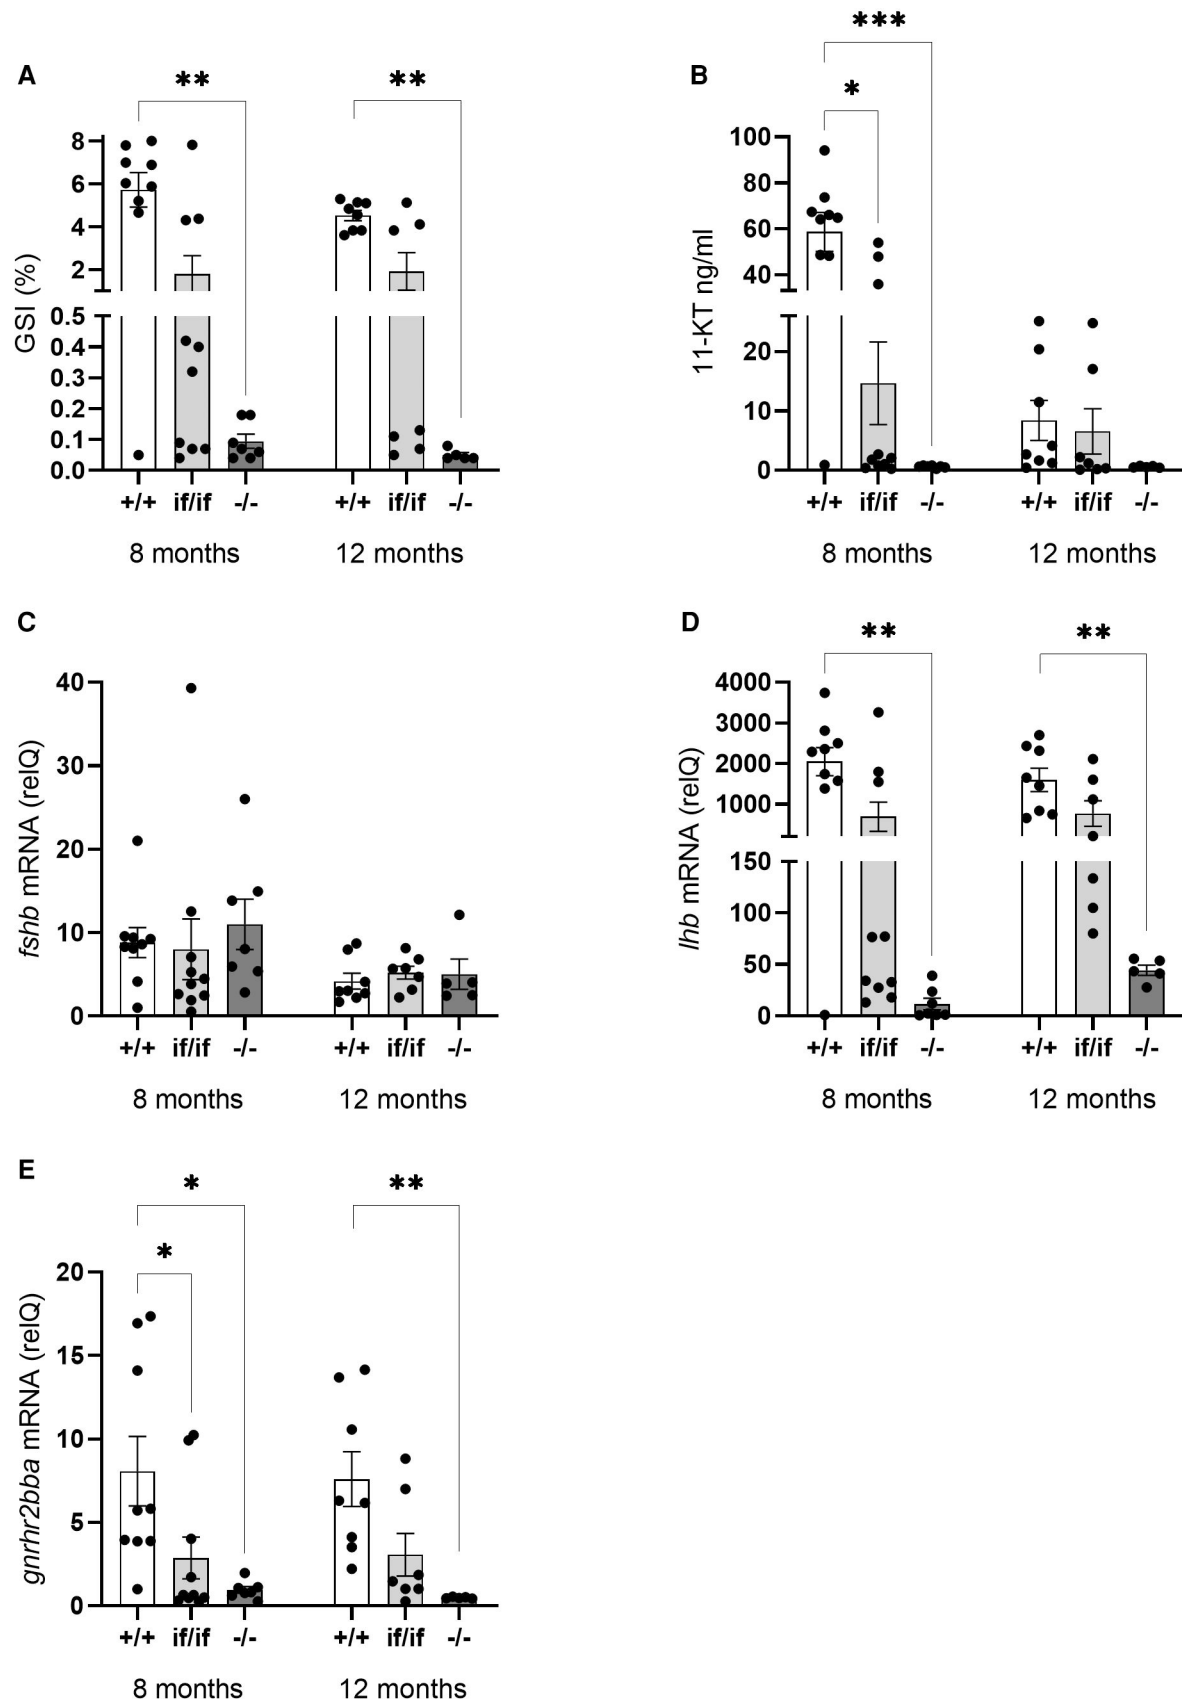 A
**
**
GSI (%)
8
6
4
2
0.5
0.4
0.3
0.2
0.1
0.0
+/+ if/if -/- +/+ if/if -/-
8 months 12 months
B
***
*
11-KT ng/ml
100
80
60
40
20
10
0
+/+ if/if -/- +/+ if/if -/-
8 months 12 months
C
fshb mRNA (relQ)
40
30
20
10
0
+/+ if/if -/- +/+ if/if -/-
8 months 12 months
D
**
**
lhb mRNA (relQ)
4000
3000
2000
1000
150
100
50
0
+/+ if/if -/- +/+ if/if -/-
8 months 12 months
E
*
**
*
gnrhr2bba mRNA (relQ)
20
15
10
5
0
+/+ if/if -/- +/+ if/if -/-
8 months 12 months